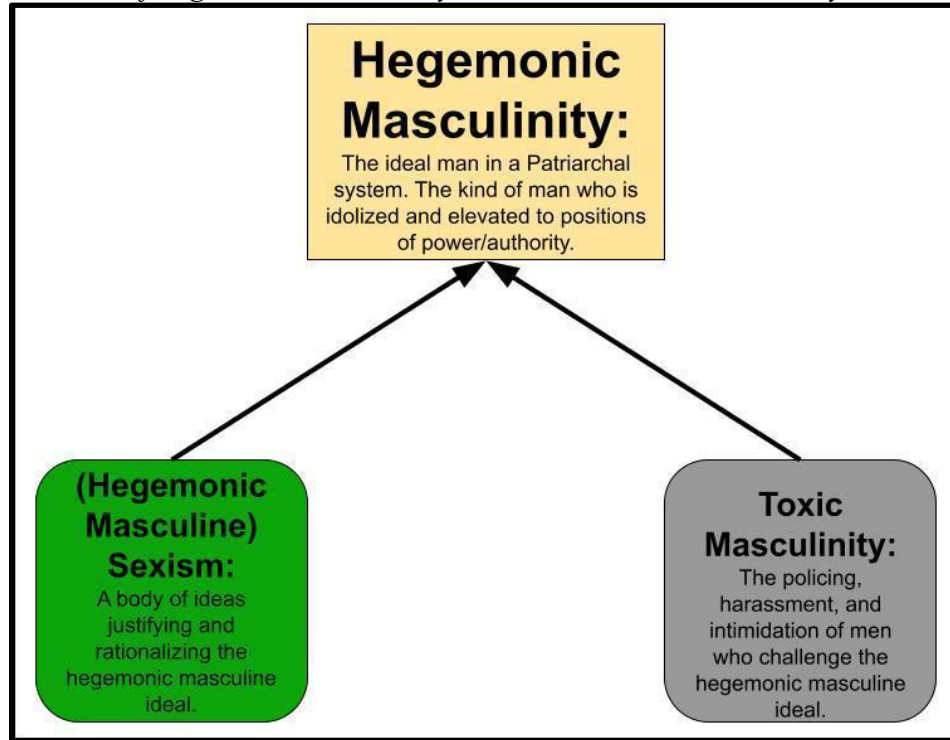 Hegemonic
Masculinity:
The ideal man in a Patriarchal
system. The kind of man who is
idolized and elevated to positions
of power/authority.
(Hegemonic
Masculine)
Sexism:
A body of ideas
justifying and
rationalizing the
hegemonic masculine
ideal.
Toxic
Masculinity:
The policing,
harassment, and
intimidation of men
who challenge the
hegemonic masculine
ideal.